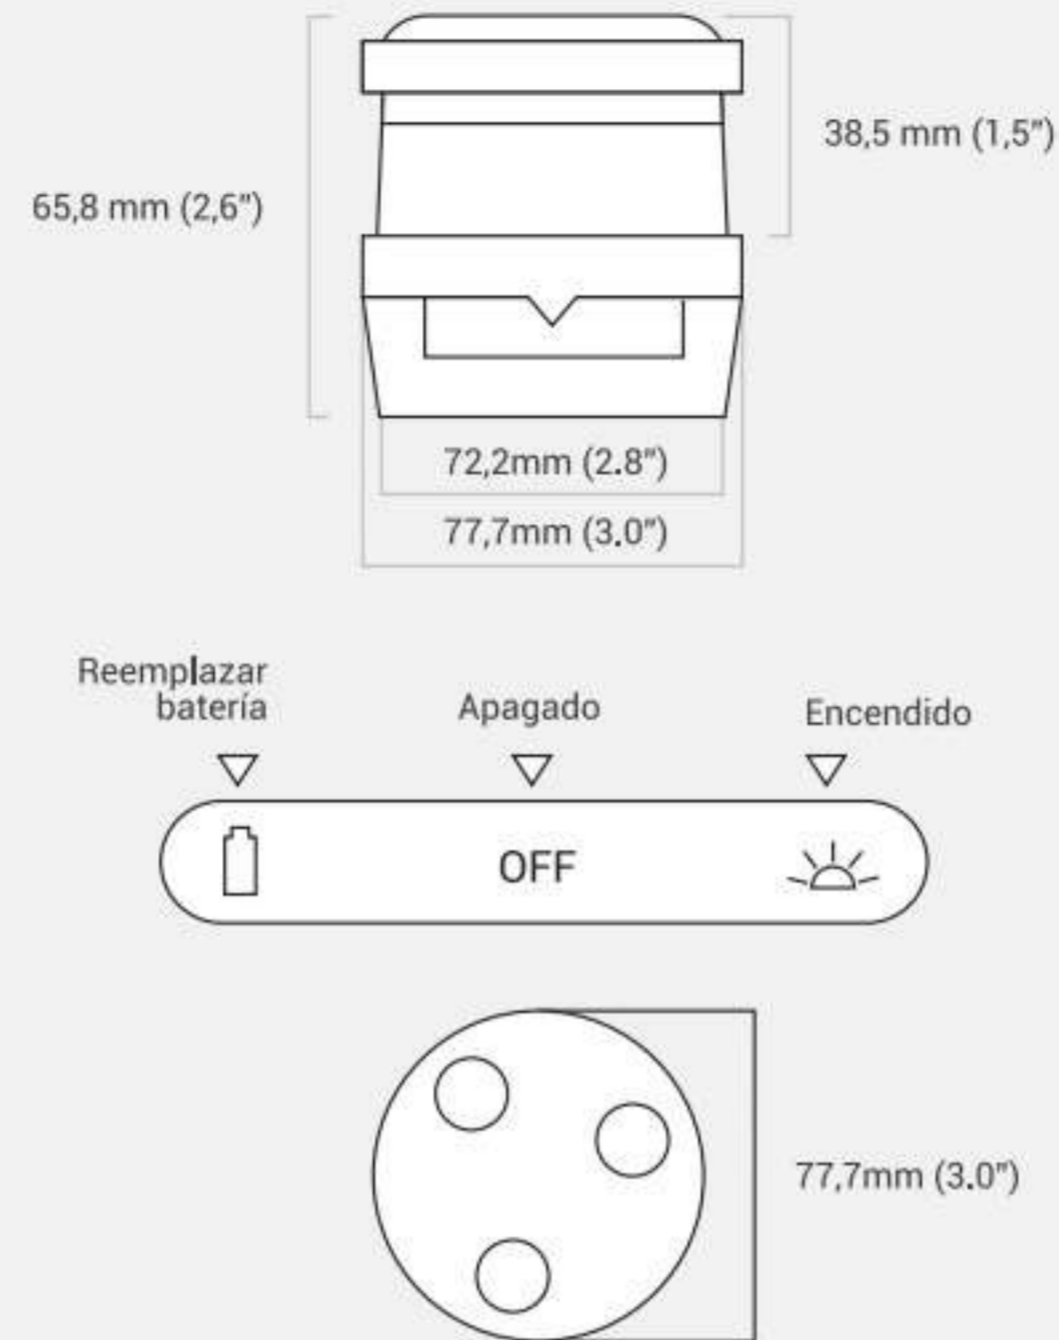 38,5 mm (1,5")
65,8 mm (2,6")
72,2mm (2.8")
77,7mm (3.0")
Reemplazar
batería
Apagado
Encendido
OFF
77,7mm (3.0")